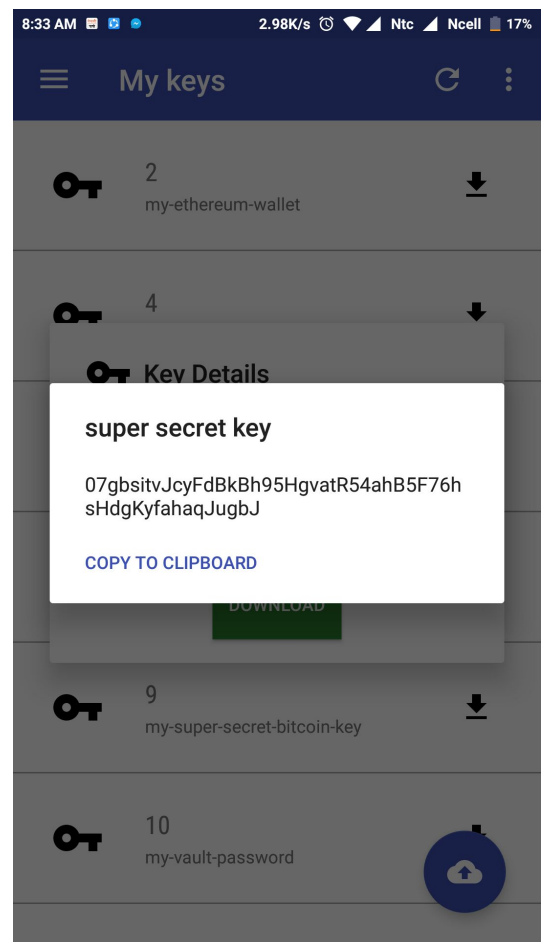 8:33 AM 2.98K/s Ntc Ncell 17%
My keys
2
my-ethereum-wallet
4
Key Details
super secret key
07gbsitvJcyFdBkBh95HgvatR54ahB5F76h
sHdgKyfahaqJugbJ
COPY TO CLIPBOARD
DOWNLOAD
9
my-super-secret-bitcoin-key
10
my-vault-password